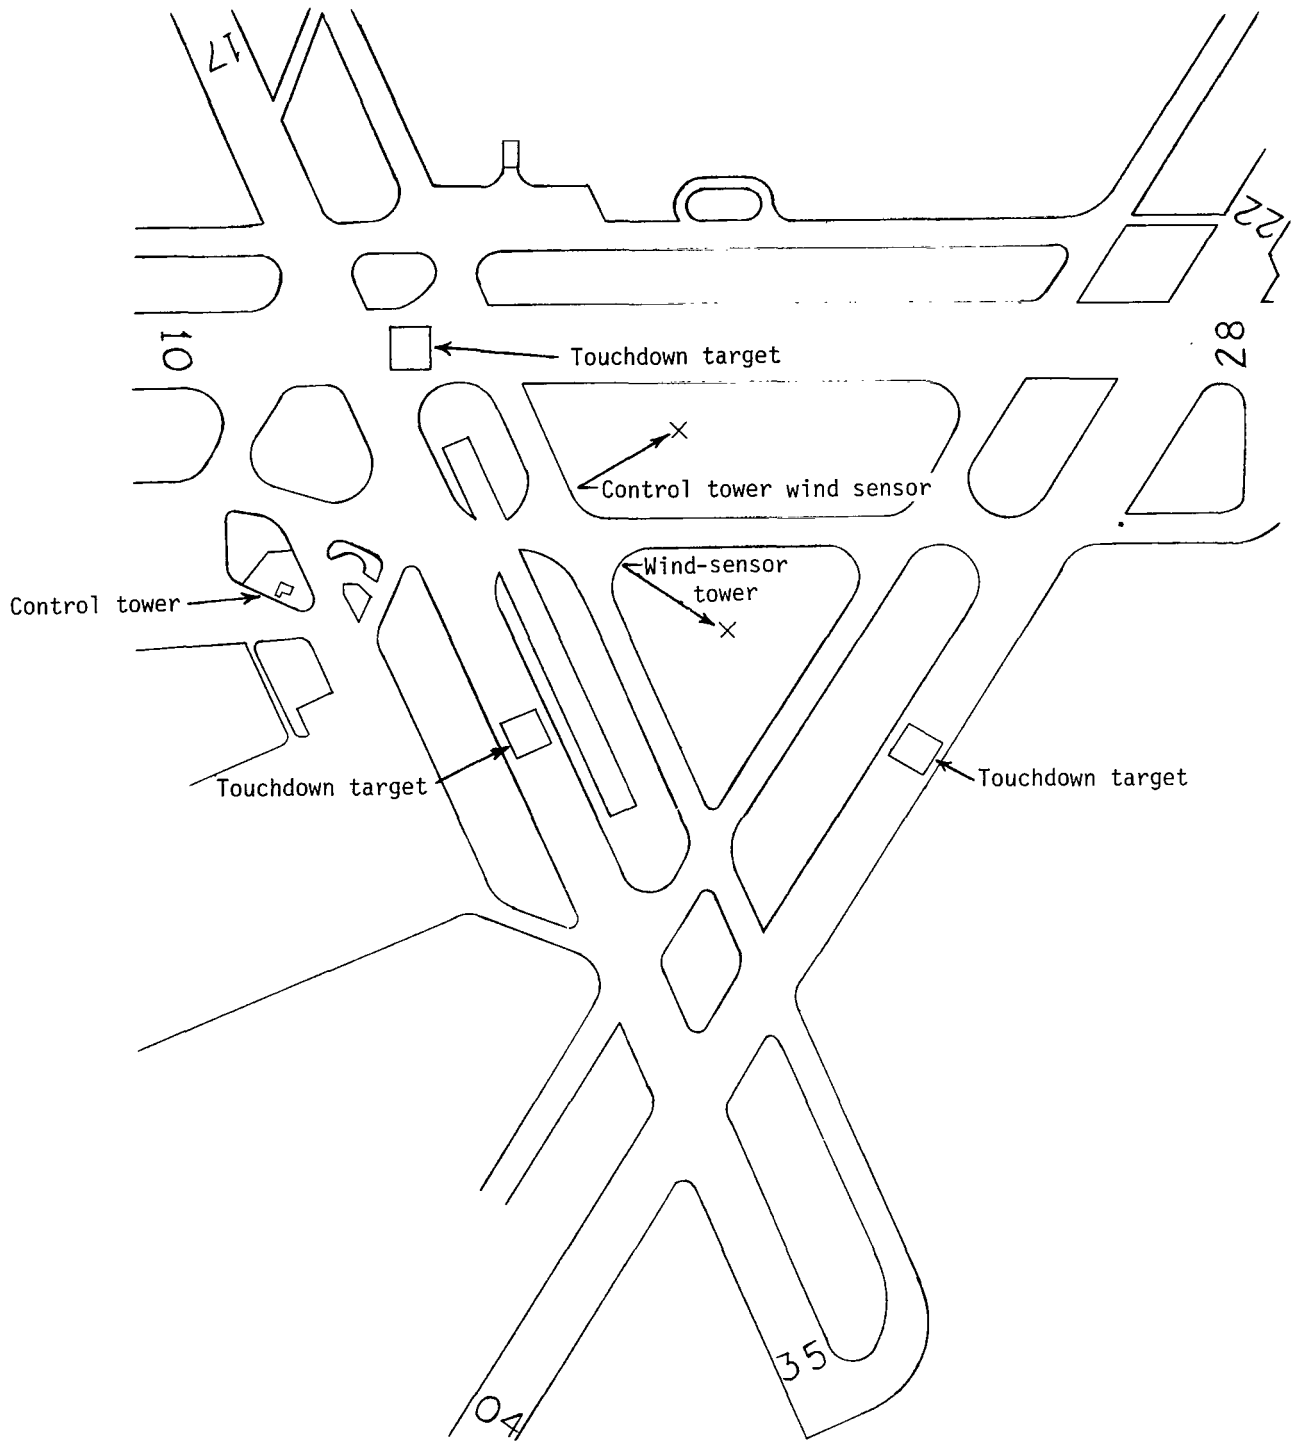 17
22
10
28
Touchdown target
Control tower wind sensor
Wind-sensor
tower
Control tower
Touchdown target
Touchdown target
35
04